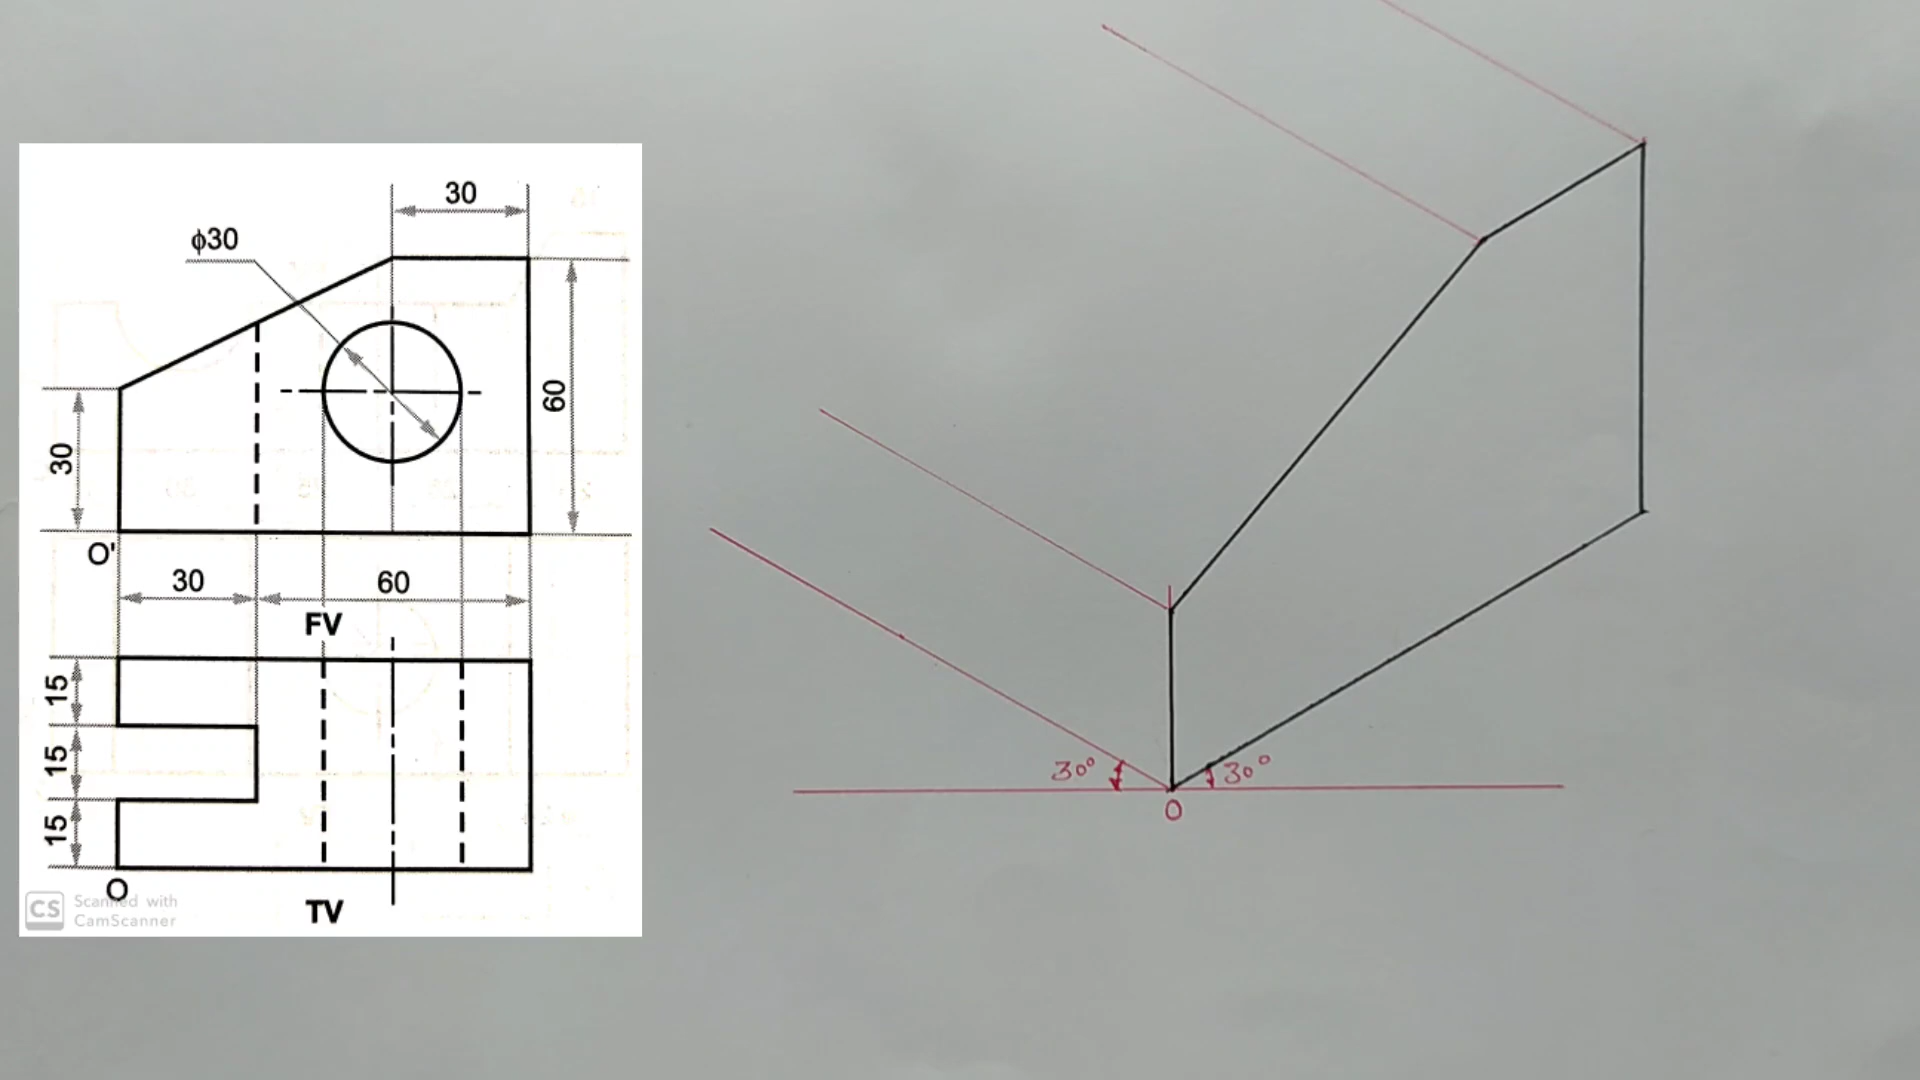 30
ϕ30
60
30
O'
30
60
FV
15
15
15
O
TV
CS Scanned with
CamScanner
30°
30°
O